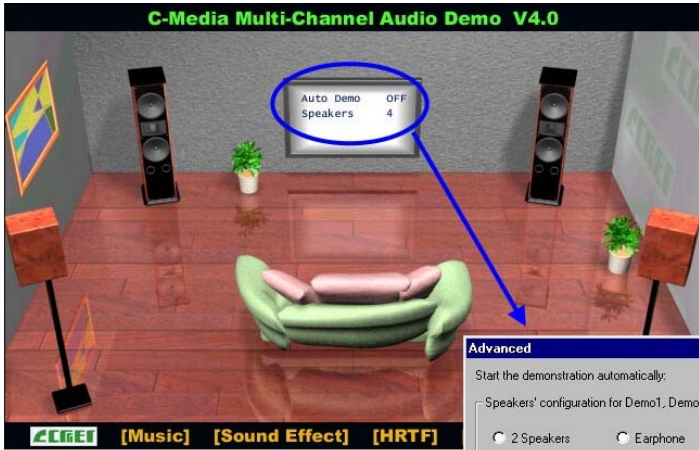 C-Media Multi-Channel Audio Demo V4.0
Auto Demo OFF
Speakers 4
Advanced
Start the demonstration automatically:
Speakers' configuration for Demo1, Demo
2 Speakers Earphone
[Music] [Sound Effect] [HRTF] [